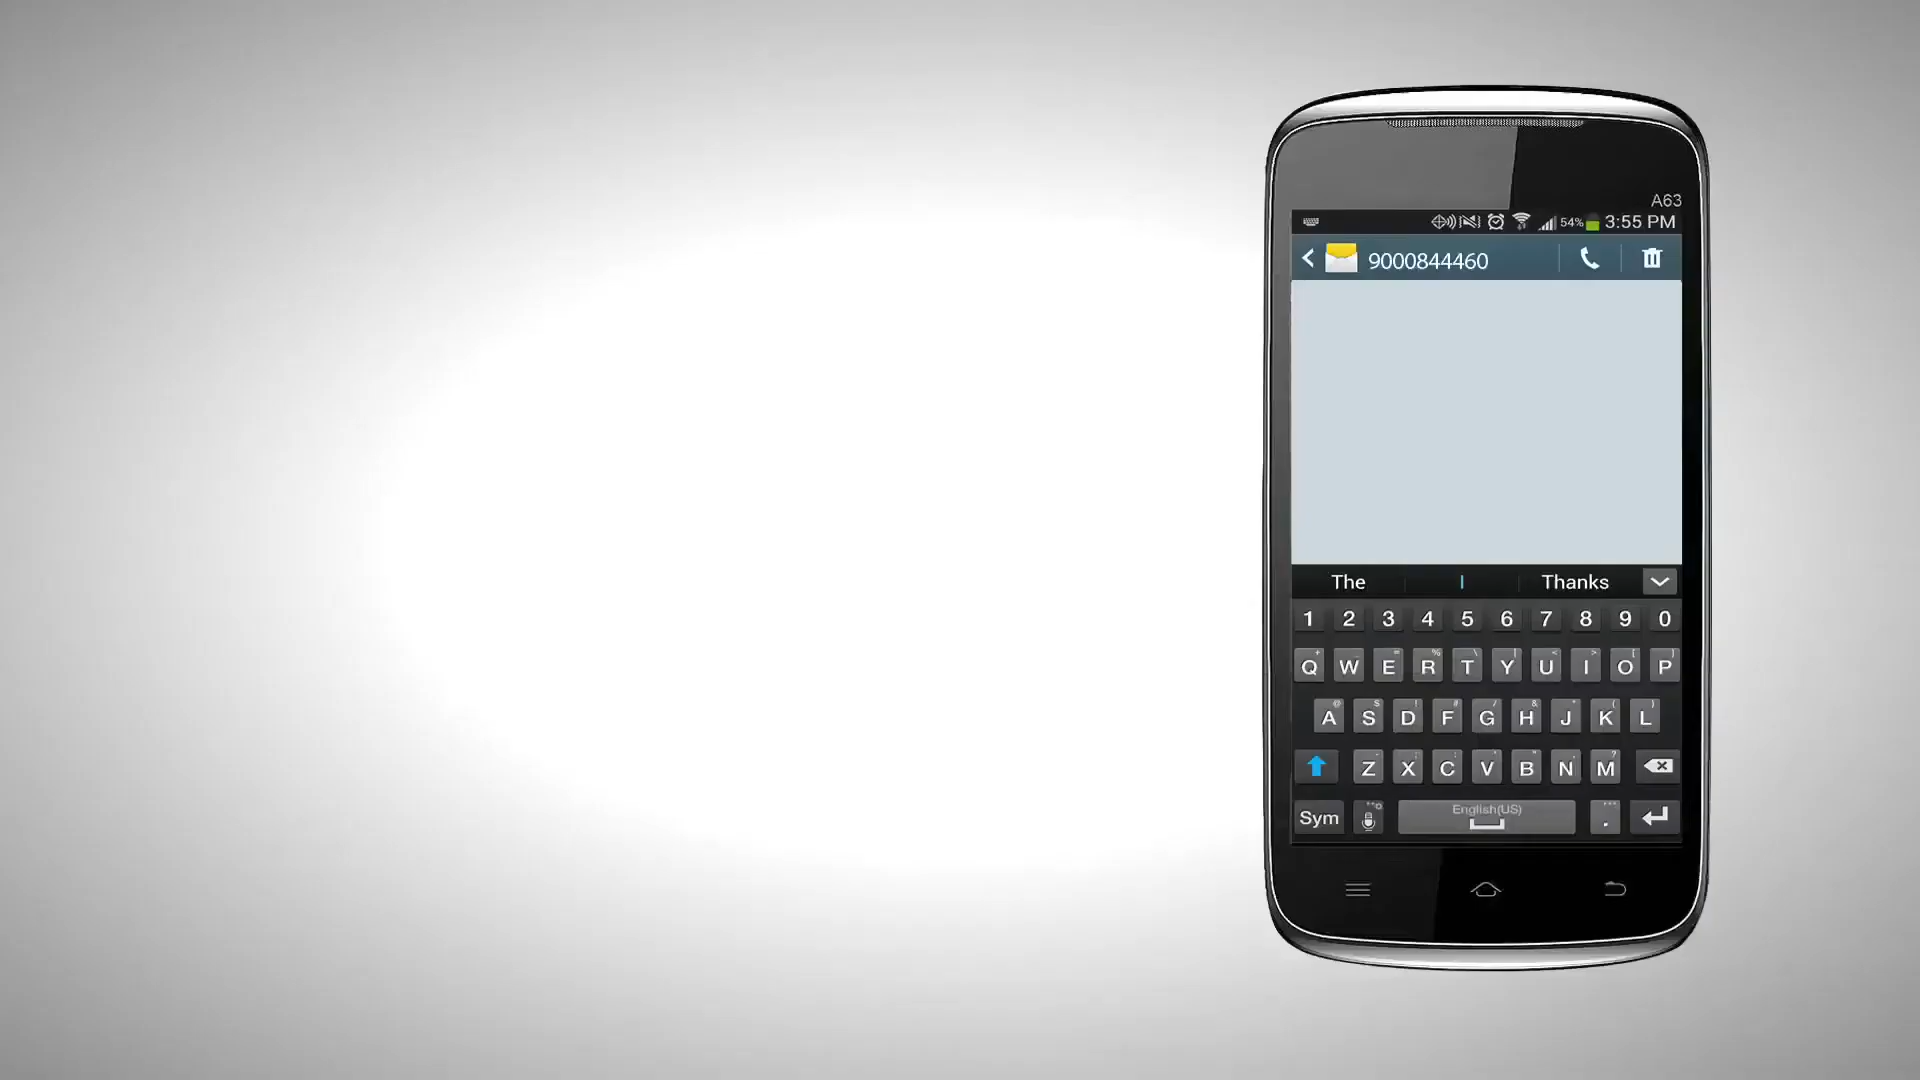 A63
54% 3:55 PM
9000844460
The I Thanks
1 2 3 4 5 6 7 8 9 0
Q W E R T Y U I O P
A S D F G H J K L
Z X C V B N M
English(US)
Sym .